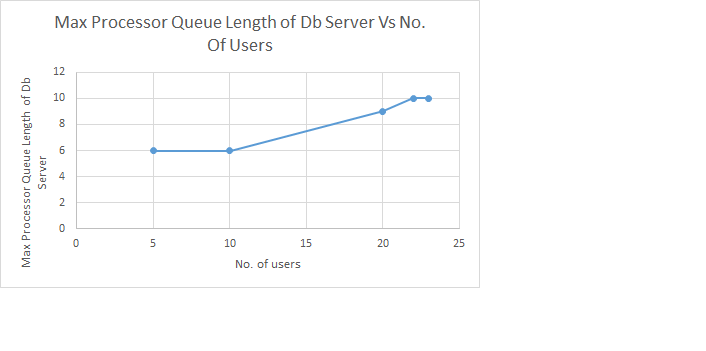 Max Processor Queue Length of Db Server Vs No.
Of Users
Max Processor Queue Length of Db
Server
12
10
8
6
4
2
0
0 5 10 15 20 25
No. of users